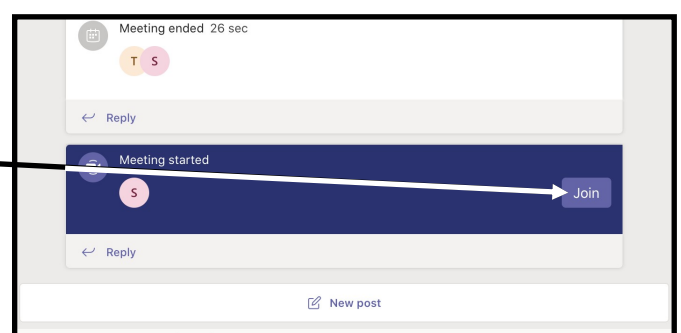 Meeting ended 26 sec
T S
Reply
Meeting started
S
Join
Reply
New post